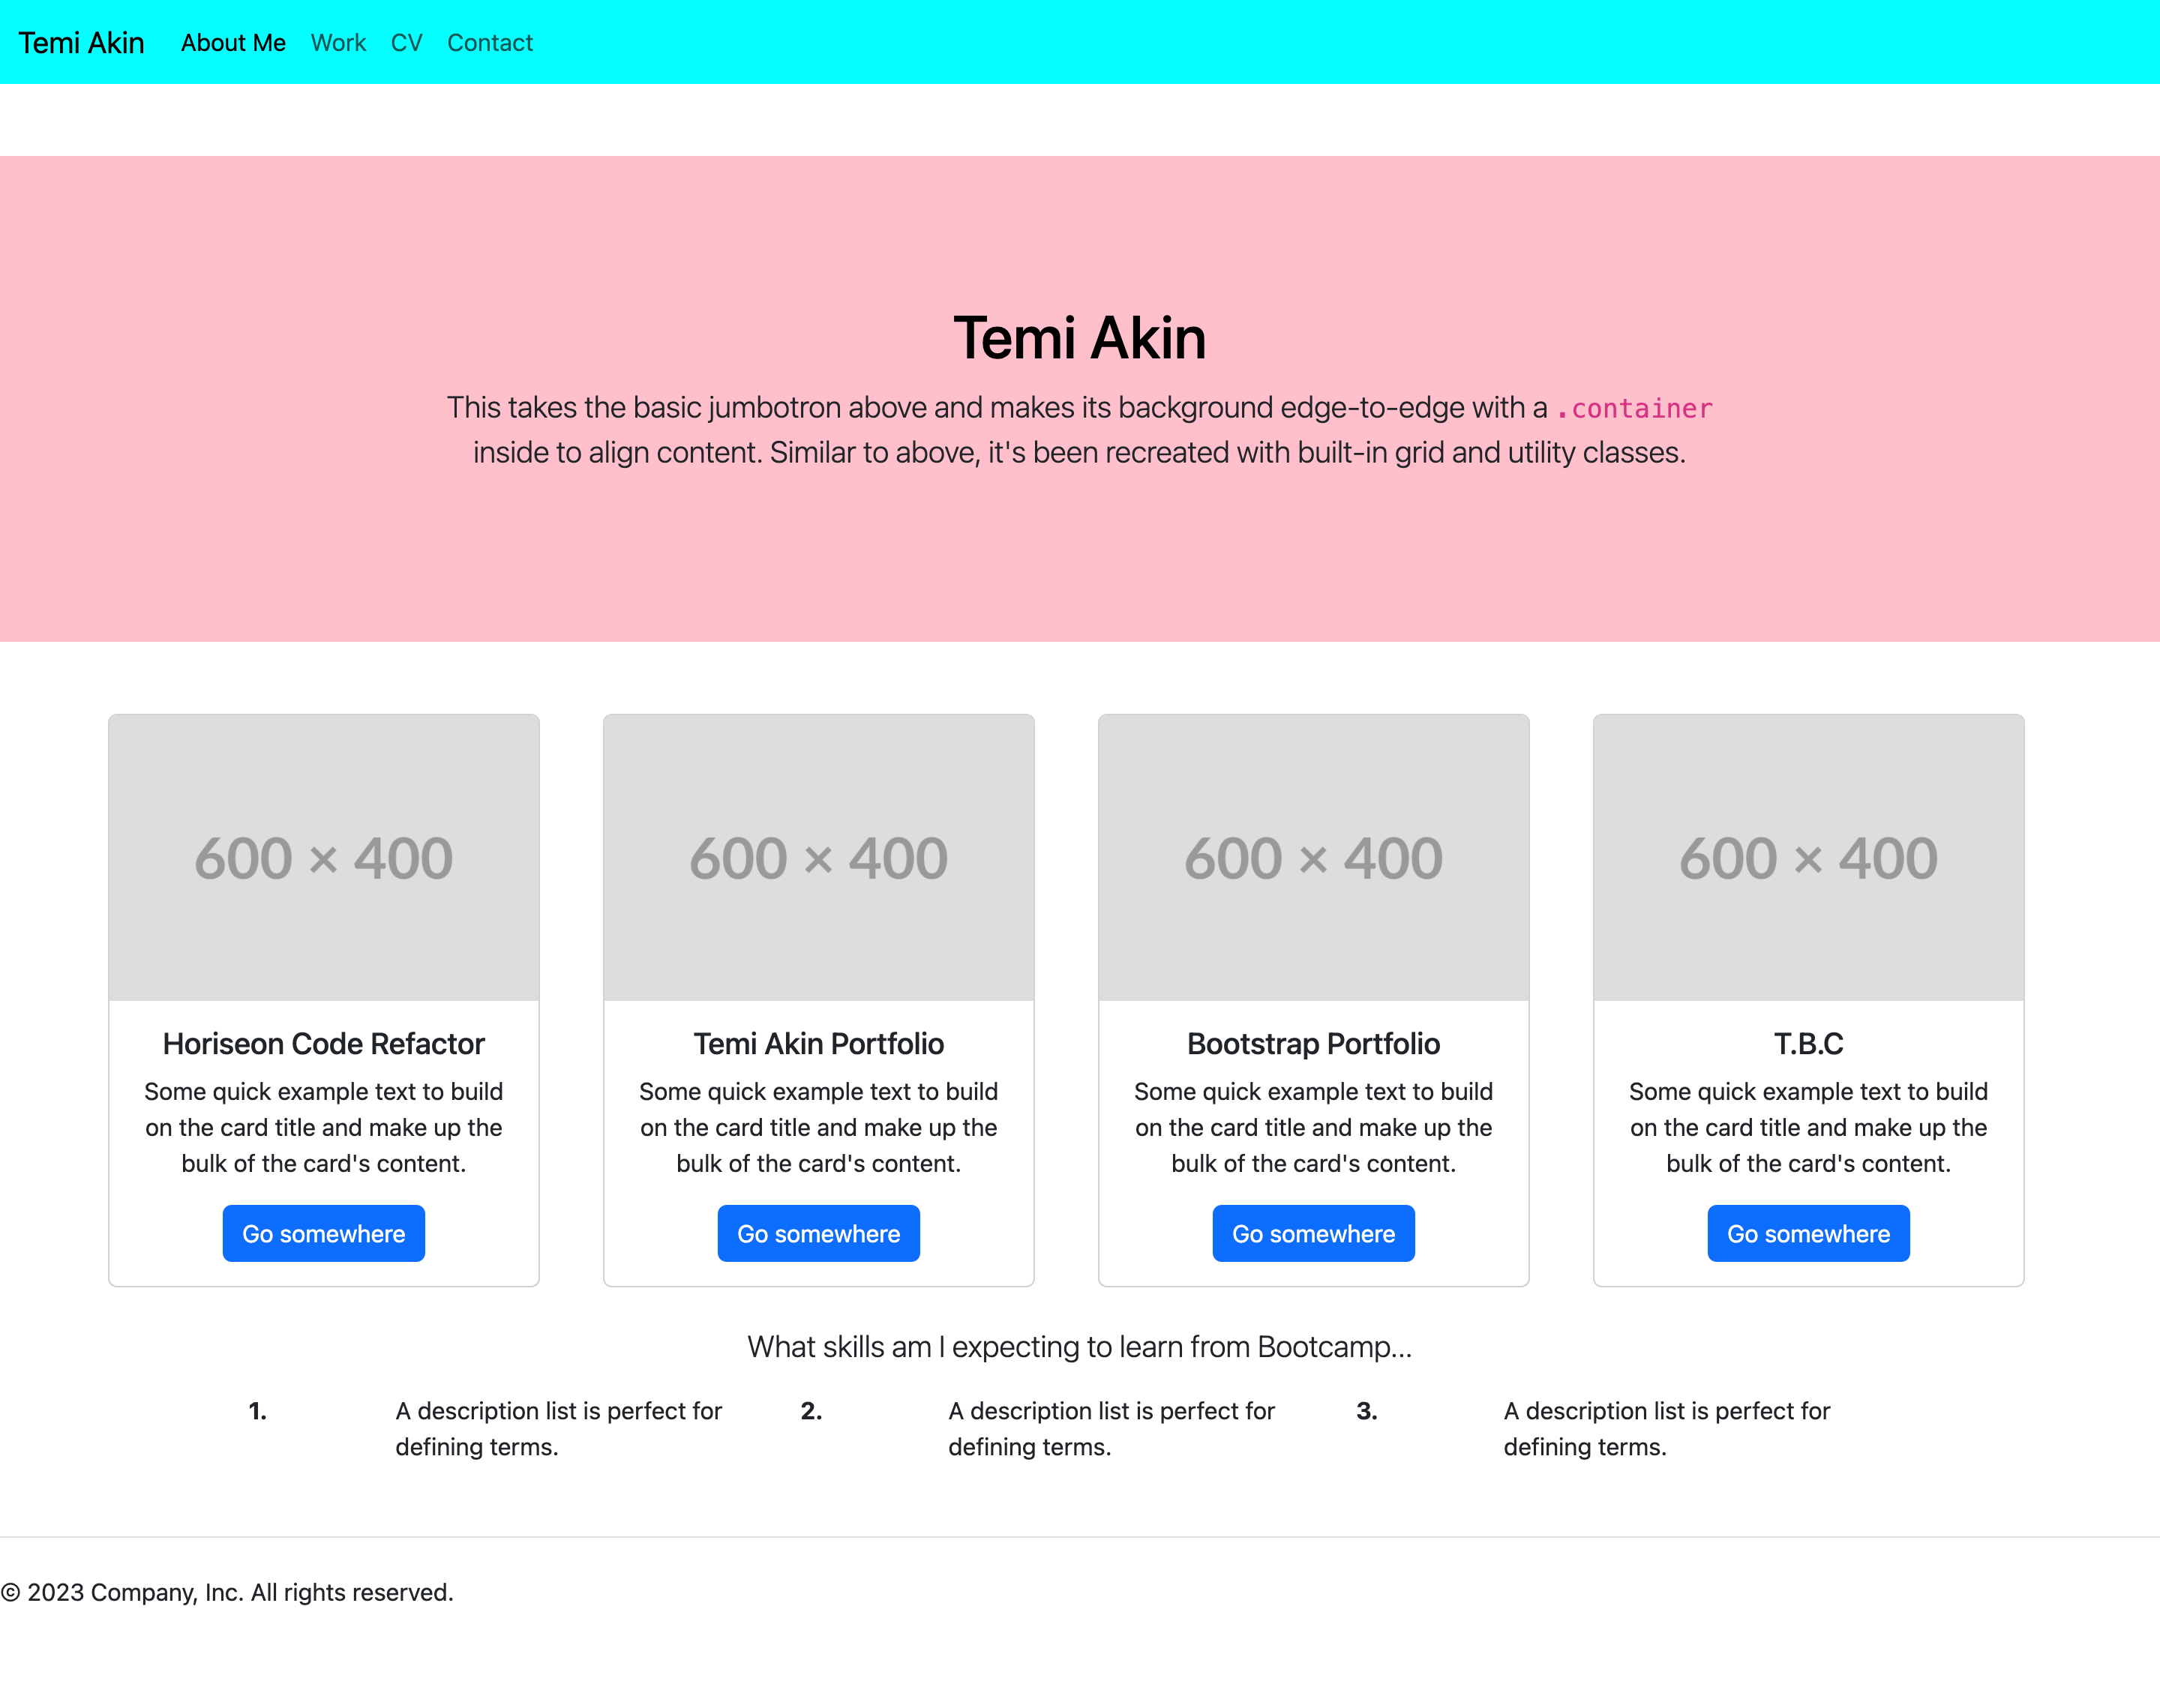 Temi Akin About Me Work CV Contact
Temi Akin
This takes the basic jumbotron above and makes its background edge-to-edge with a .container
inside to align content. Similar to above, it's been recreated with built-in grid and utility classes.
600 × 400
Horiseon Code Refactor
Some quick example text to build
on the card title and make up the
bulk of the card's content.
Go somewhere
600 × 400
Temi Akin Portfolio
Some quick example text to build
on the card title and make up the
bulk of the card's content.
Go somewhere
600 × 400
Bootstrap Portfolio
Some quick example text to build
on the card title and make up the
bulk of the card's content.
Go somewhere
600 × 400
T.B.C
Some quick example text to build
on the card title and make up the
bulk of the card's content.
Go somewhere
What skills am I expecting to learn from Bootcamp...
1. A description list is perfect for
defining terms.
2. A description list is perfect for
defining terms.
3. A description list is perfect for
defining terms.
© 2023 Company, Inc. All rights reserved.